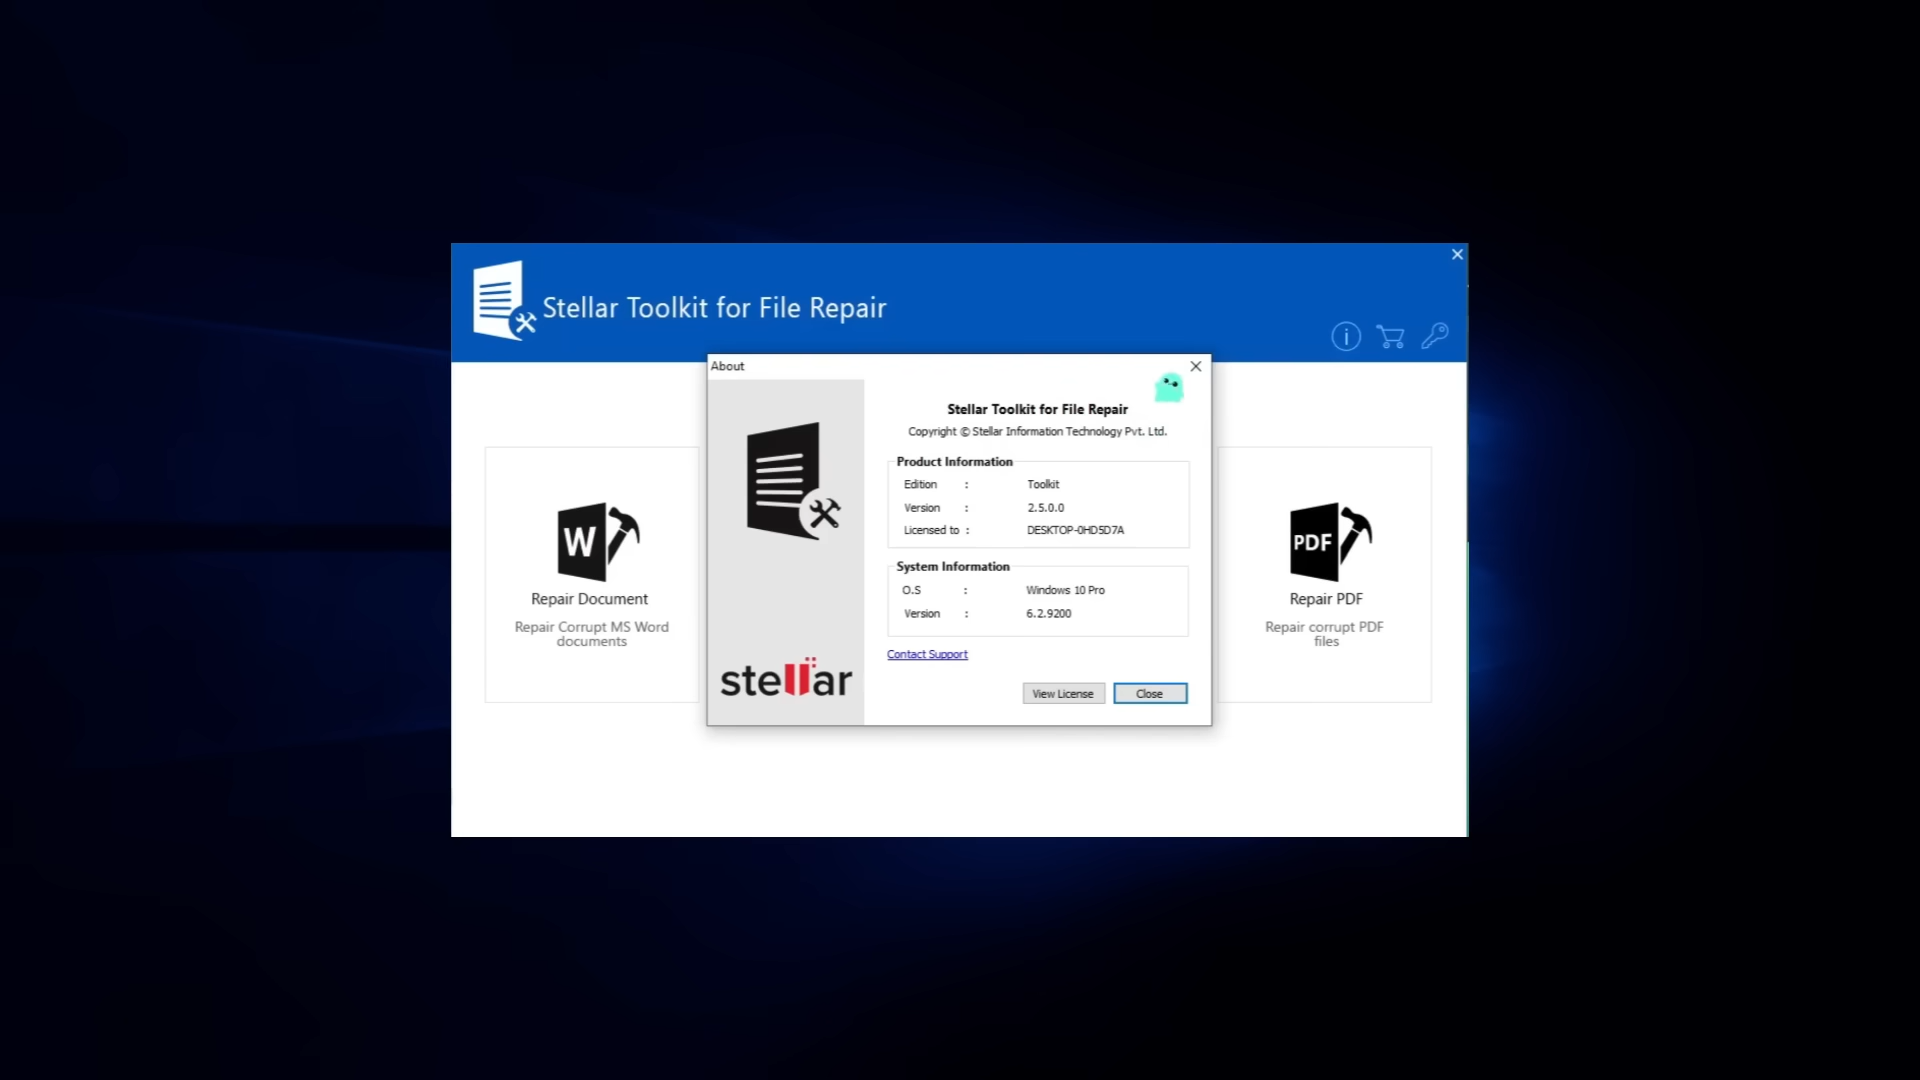 Stellar Toolkit for File Repair
About
Stellar Toolkit for File Repair
Copyright © Stellar Information Technology Pvt. Ltd.
Product Information
Edition : Toolkit
Version : 2.5.0.0
Licensed to : DESKTOP-0HD5D7A
System Information
O.S : Windows 10 Pro
Version : 6.2.9200
Contact Support
View License
Close
stellar
W
Repair Document
Repair Corrupt MS Word
documents
PDF
Repair PDF
Repair corrupt PDF
files